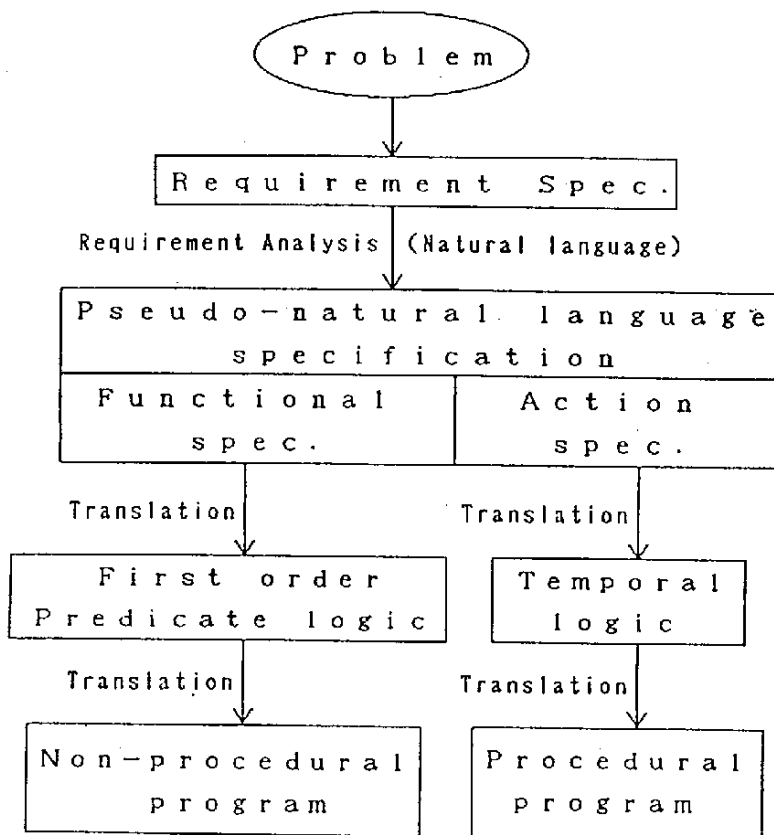 Problem
Requirement Spec.
Requirement Analysis (Natural language)
Pseudo-natural language
specification
Functional
spec.
Action
spec.
Translation
Translation
First order
Predicate logic
Temporal
logic
Translation
Translation
Non-procedural
program
Procedural
program